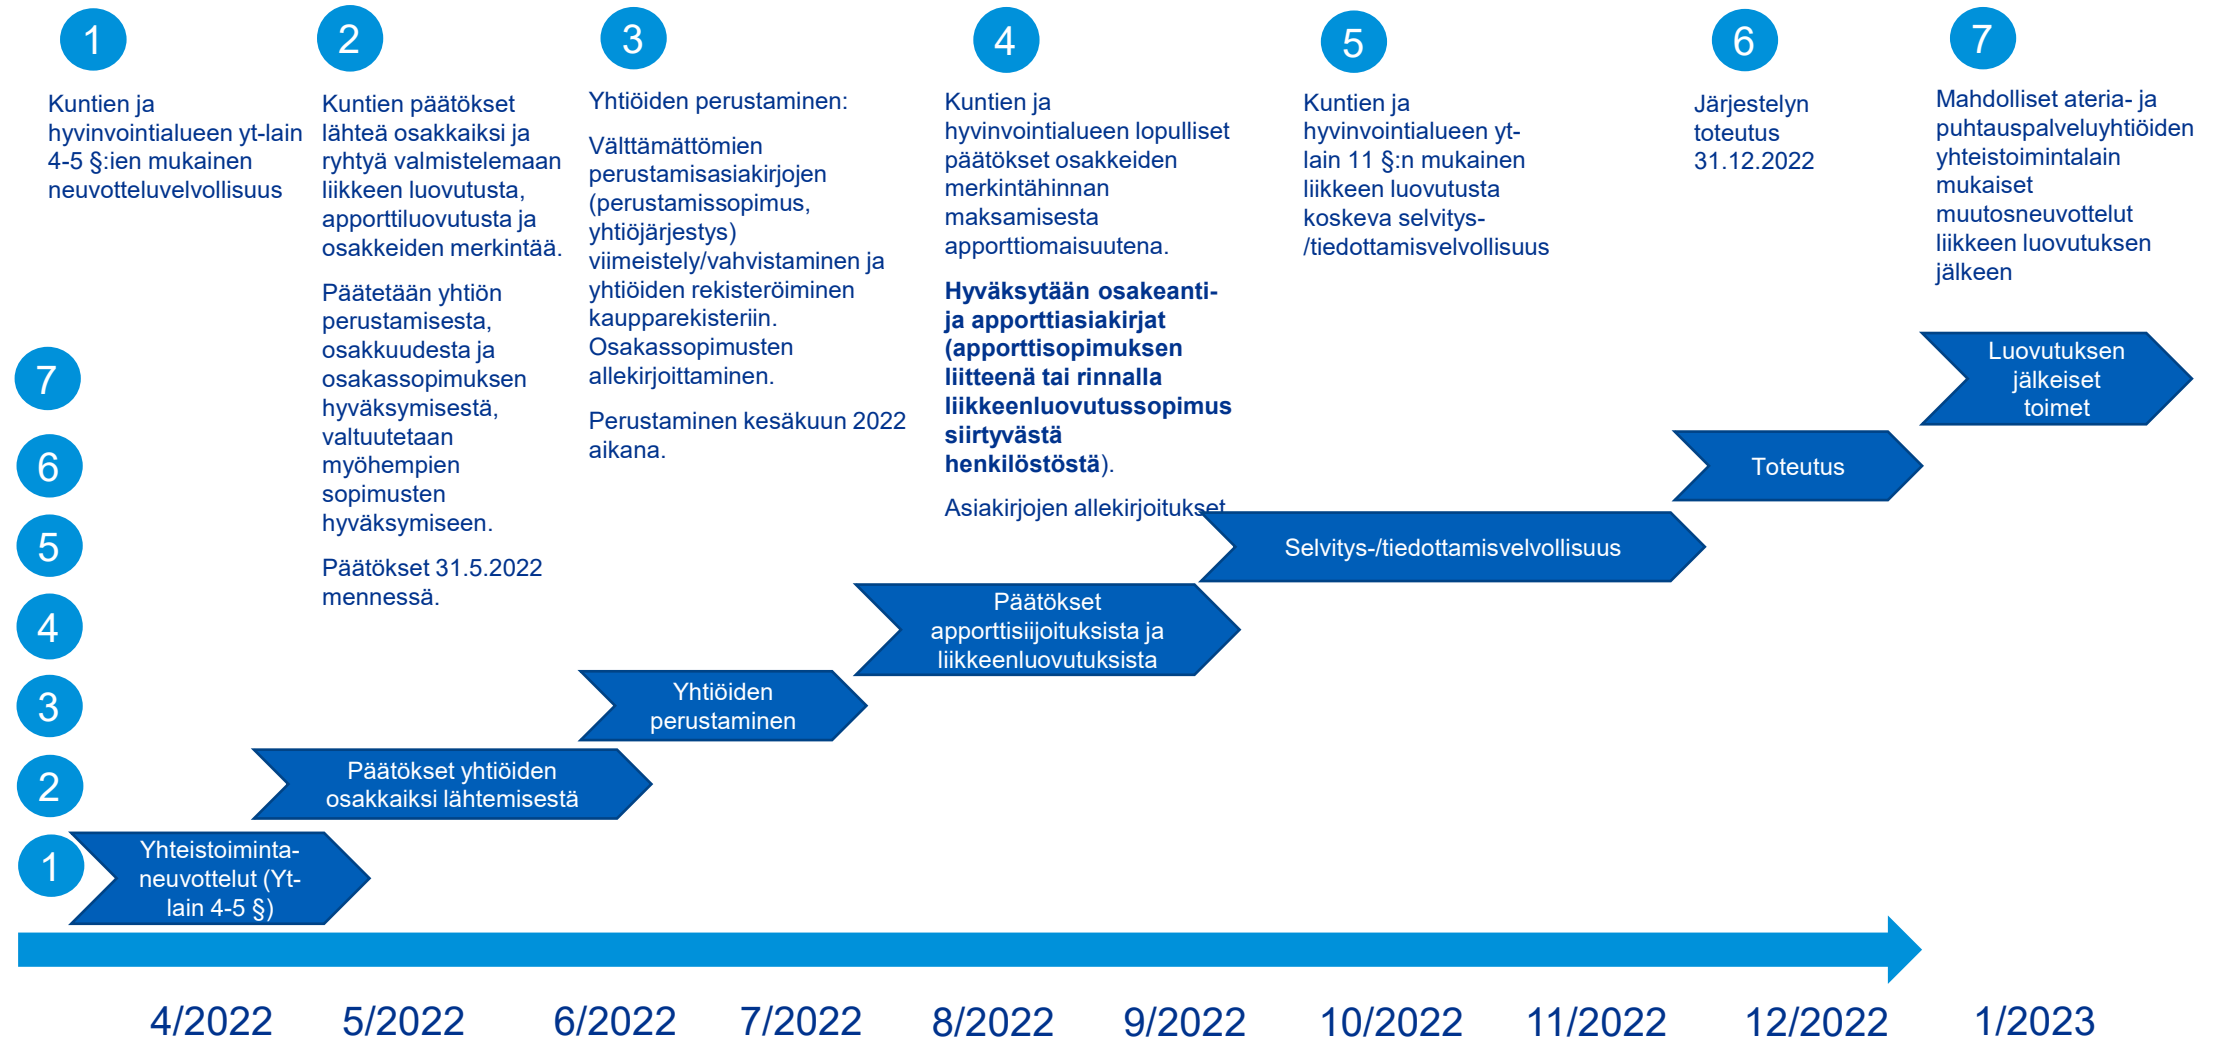 1
Kuntien ja
hyvinvointialueen yt-lain
4-5 §:ien mukainen
neuvotteluvelvollisuus
2
Kuntien päätökset
lähteä osakkaiksi ja
ryhtyä valmistelemaan
liikkeen luovutusta,
apporttiluovutusta ja
osakkeiden merkintää.
Päätetään yhtiön
perustamisesta,
osakkuudesta ja
osakassopimuksen
hyväksymisestä,
valtuutetaan
myöhempien
sopimusten
hyväksymiseen.
Päätökset 31.5.2022
mennessä.
3
Yhtiöiden perustaminen:
Välttämättömien
perustamisasiakirjojen
(perustamissopimus,
yhtiöjärjestys)
viimeistely/vahvistaminen ja
yhtiöiden rekisteröiminen
kaupparekisteriin.
Osakassopimusten
allekirjoittaminen.
Perustaminen kesäkuun 2022
aikana.
4
Kuntien ja
hyvinvointialueen lopulliset
päätökset osakkeiden
merkintähinnan
maksamisesta
apporttiomaisuutena.
Hyväksytään osakeanti-
ja apporttiasiakirjat
(apporttisopimuksen
liitteenä tai rinnalla
liikkeenluovutussopimus
siirtyvästä
henkilöstöstä).
Asiakirjojen allekirjoitukset
5
Kuntien ja
hyvinvointialueen yt-
lain 11 §:n mukainen
liikkeen luovutusta
koskeva selvitys-
/tiedottamisvelvollisuus
6
Järjestelyn
toteutus
31.12.2022
7
Mahdolliset ateria- ja
puhtauspalveluyhtiöiden
yhteistoimintalain
mukaiset
muutosneuvottelut
liikkeen luovutuksen
jälkeen
7
Luovutuksen
jälkeiset
toimet
6
Toteutus
5
Selvitys-/tiedottamisvelvollisuus
4
Päätökset
apporttisiijoituksista ja
liikkeenluovutuksista
3
Yhtiöiden
perustaminen
2
Päätökset yhtiöiden
osakkaiksi lähtemisestä
1
Yhteistoiminta-
neuvottelut (Yt-
lain 4-5 §)
4/2022
5/2022
6/2022
7/2022
8/2022
9/2022
10/2022
11/2022
12/2022
1/2023